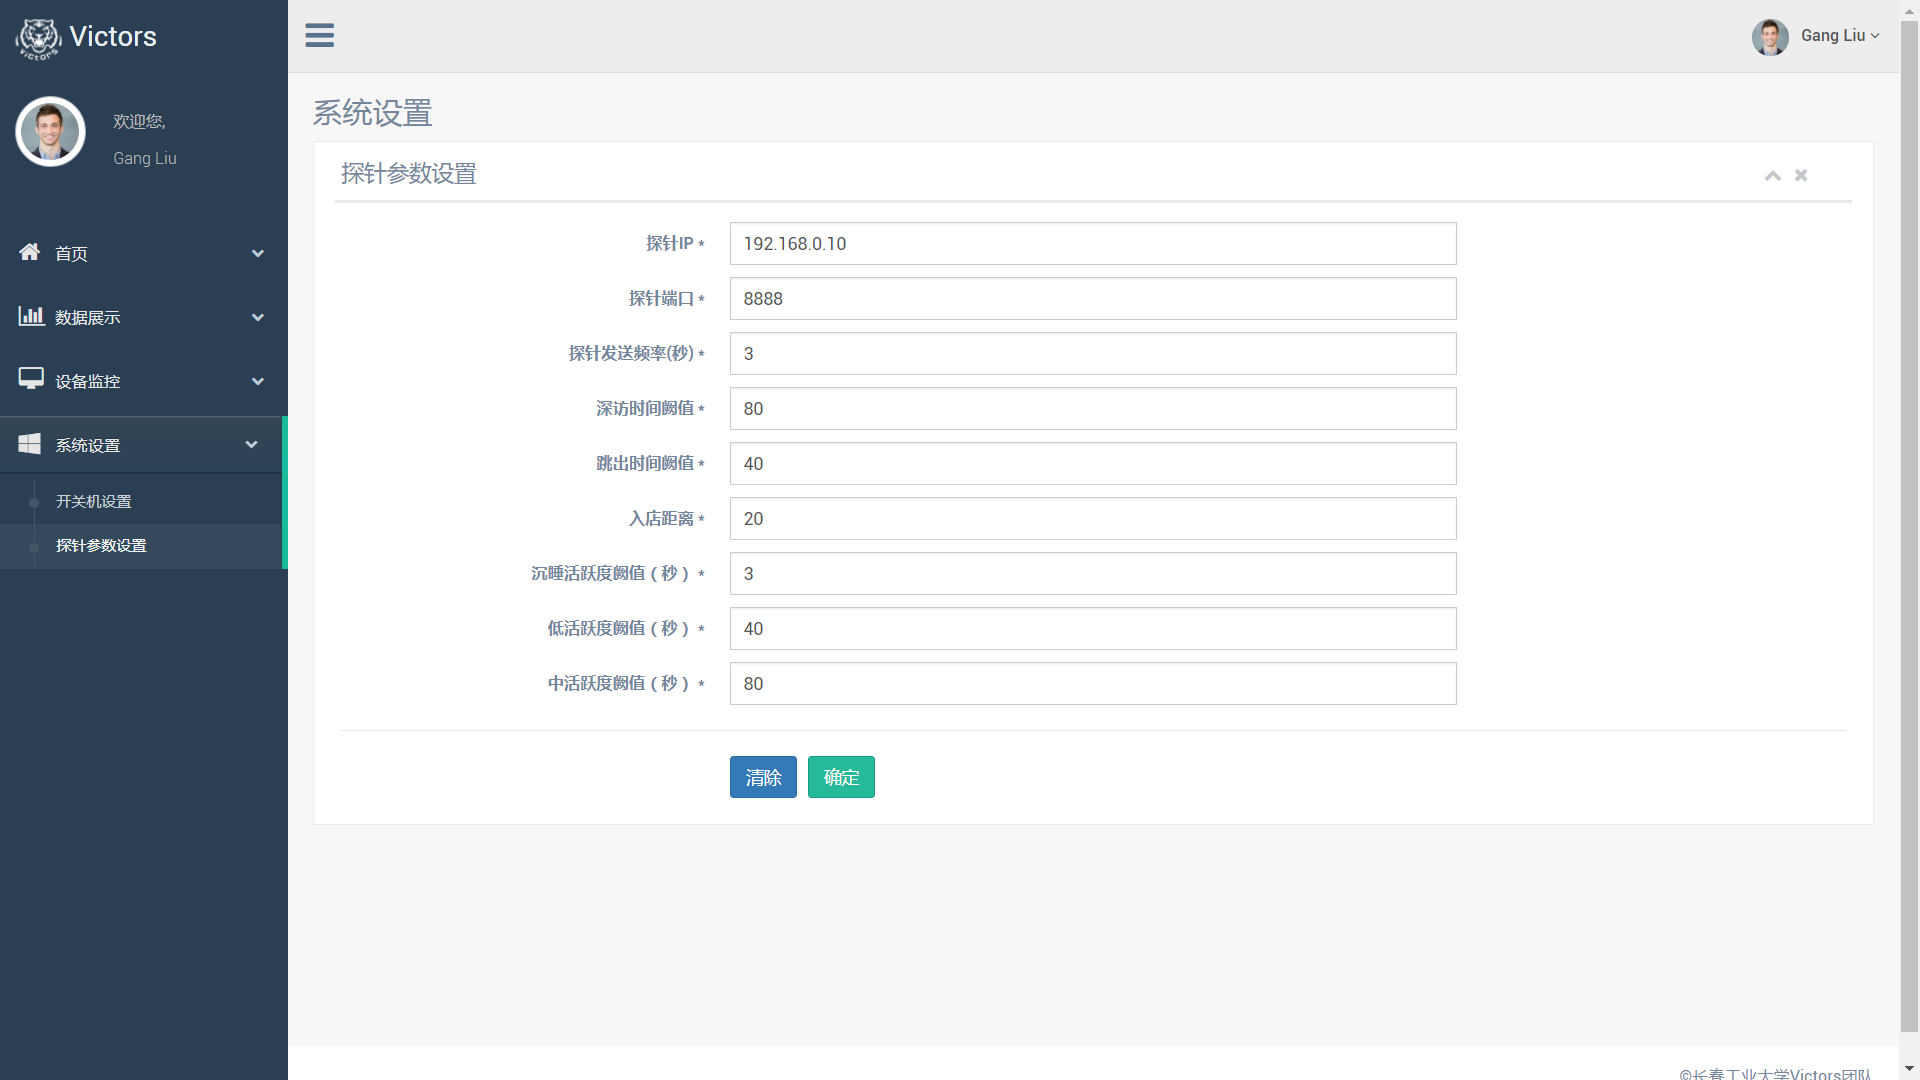 Victors
欢迎您,
Gang Liu
首页
数据展示
设备监控
系统设置
开关机设置
探针参数设置
Gang Liu
系统设置
探针参数设置
探针IP * 192.168.0.10
探针端口 * 8888
探针发送频率(秒) * 3
深访时间阙值 * 80
跳出时间阙值 * 40
入店距离 * 20
沉睡活跃度阙值（秒） * 3
低活跃度阙值（秒） * 40
中活跃度阙值（秒） * 80
清除 确定
©长春工业大学Victors团队